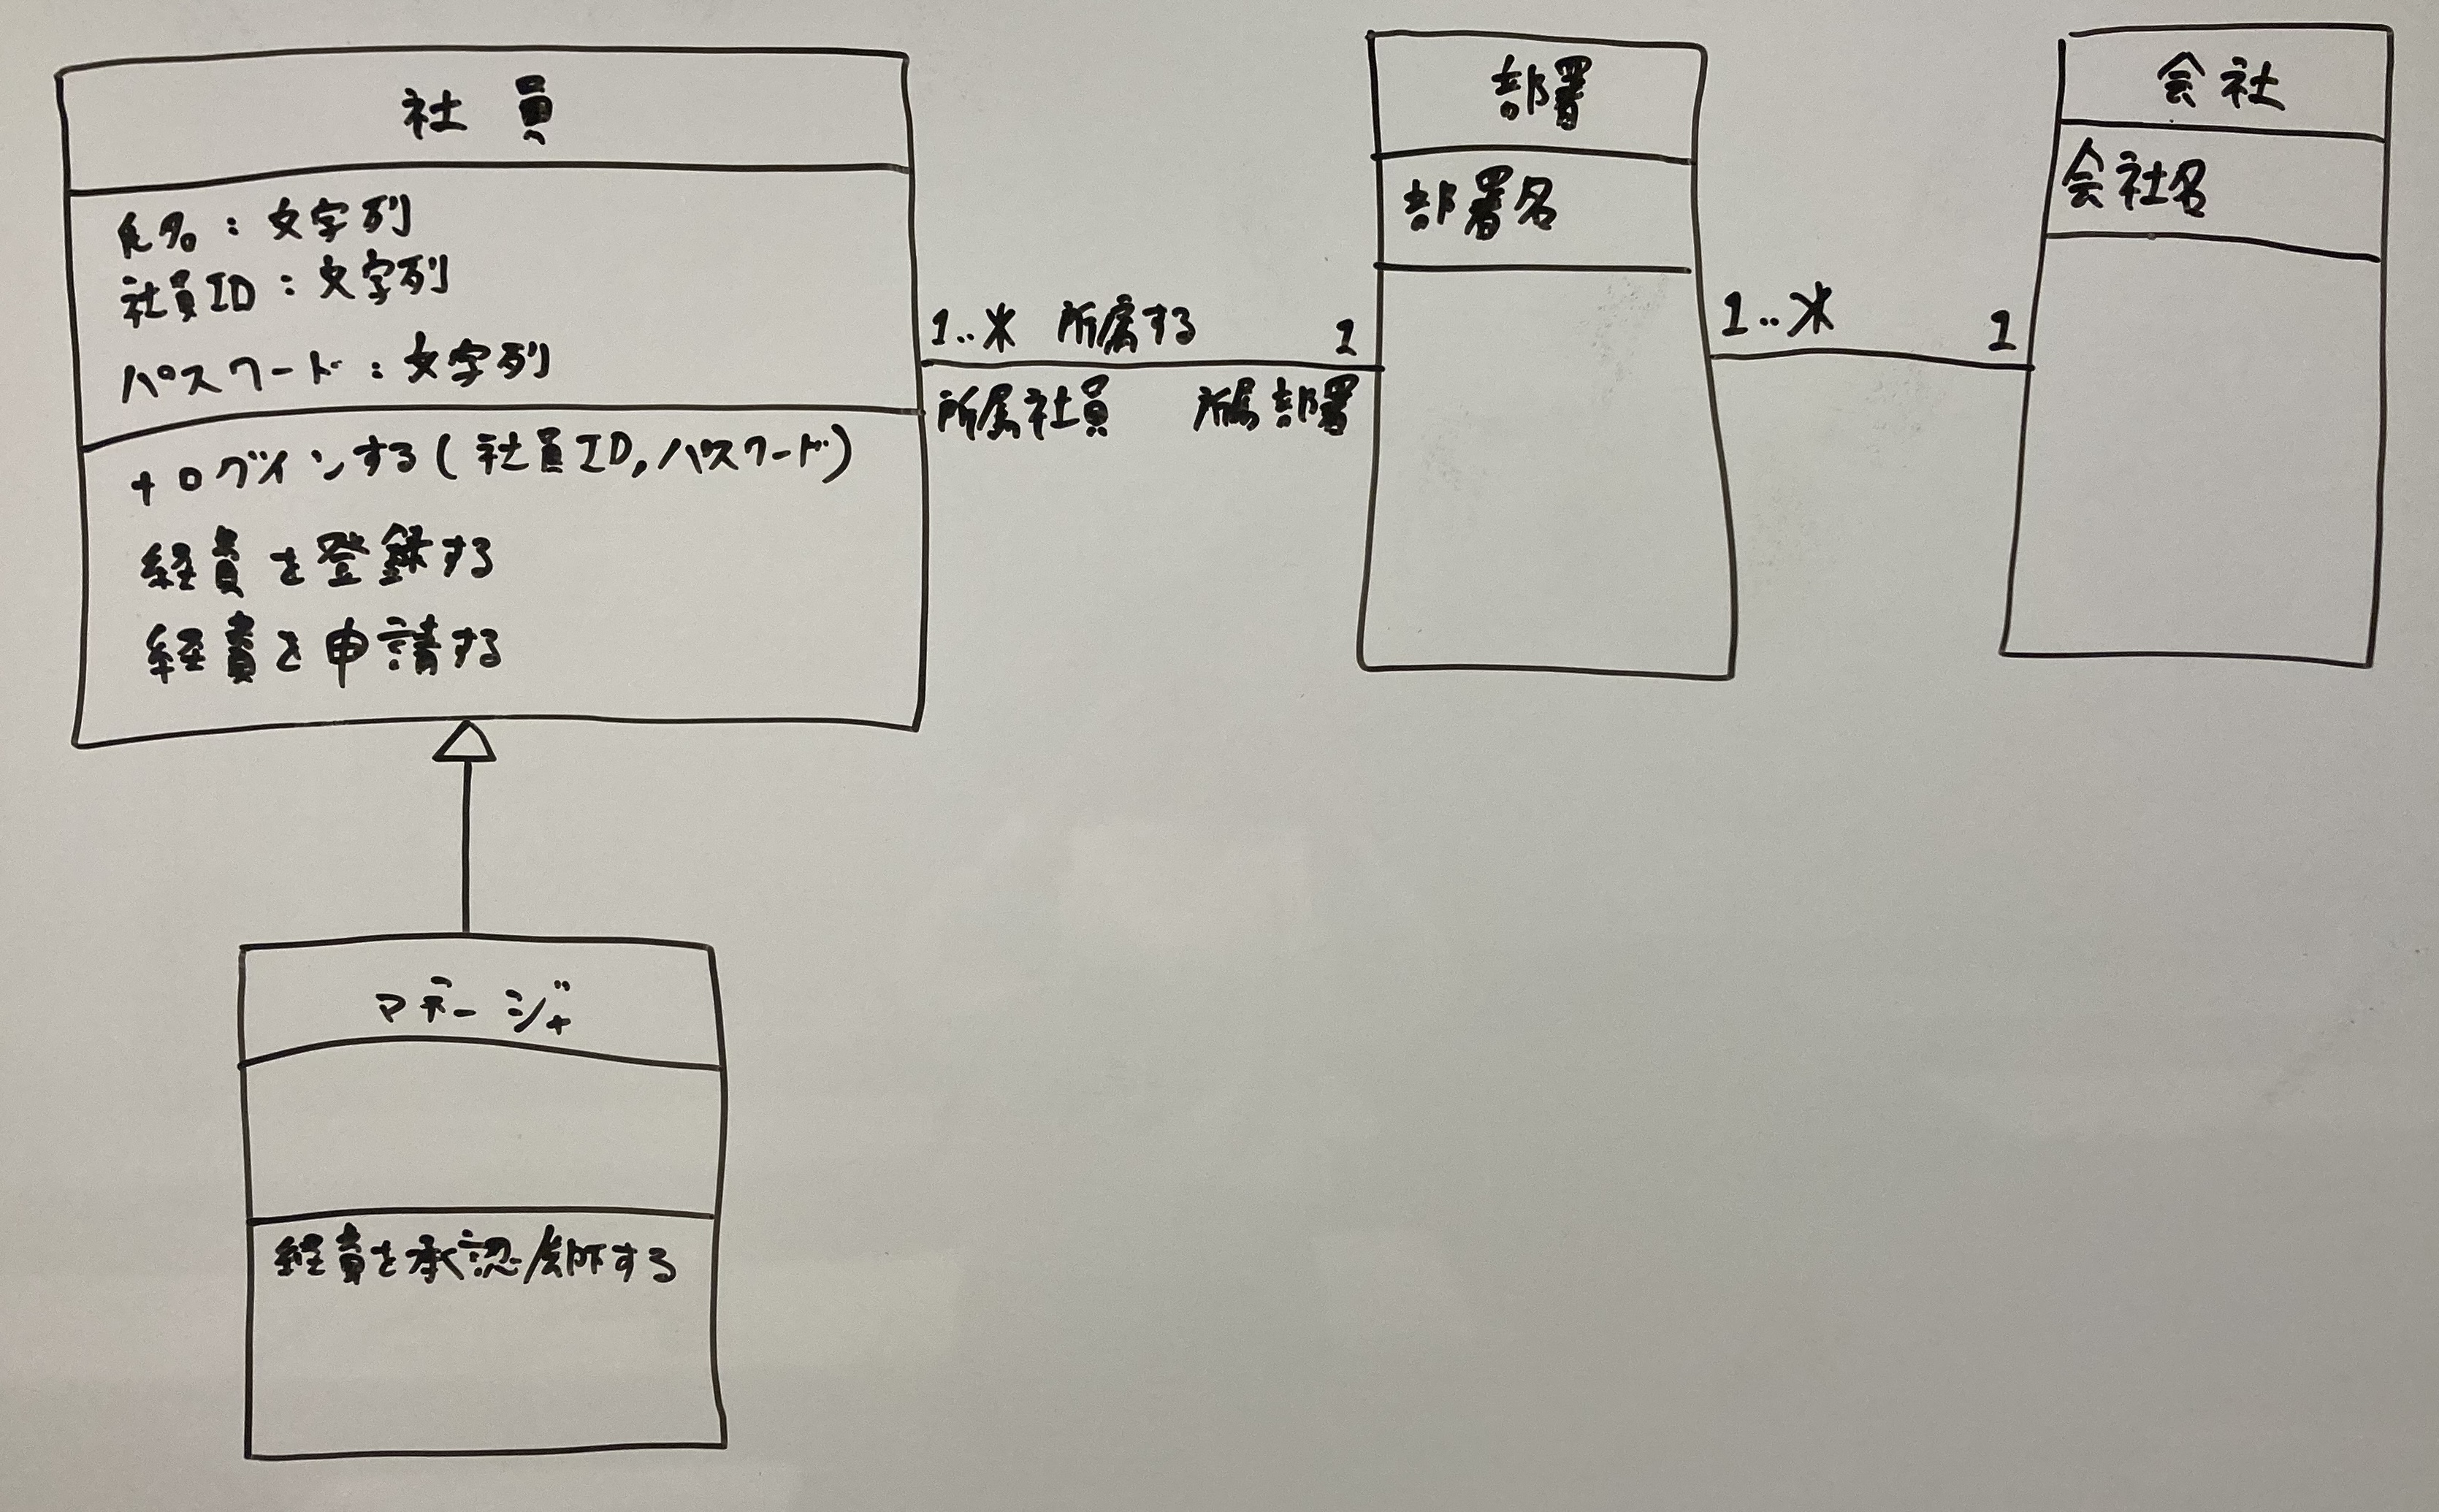 社員
氏名：文字列
社員ID：文字列
パスワード：文字列
+ログインする(社員ID,パスワード)
経費を登録する
経費を申請する
1..* 所属する 1
所属社員 所属部署
部署
部署名
1..* 1
会社
会社名
マネージャ
経費を承認/却下する